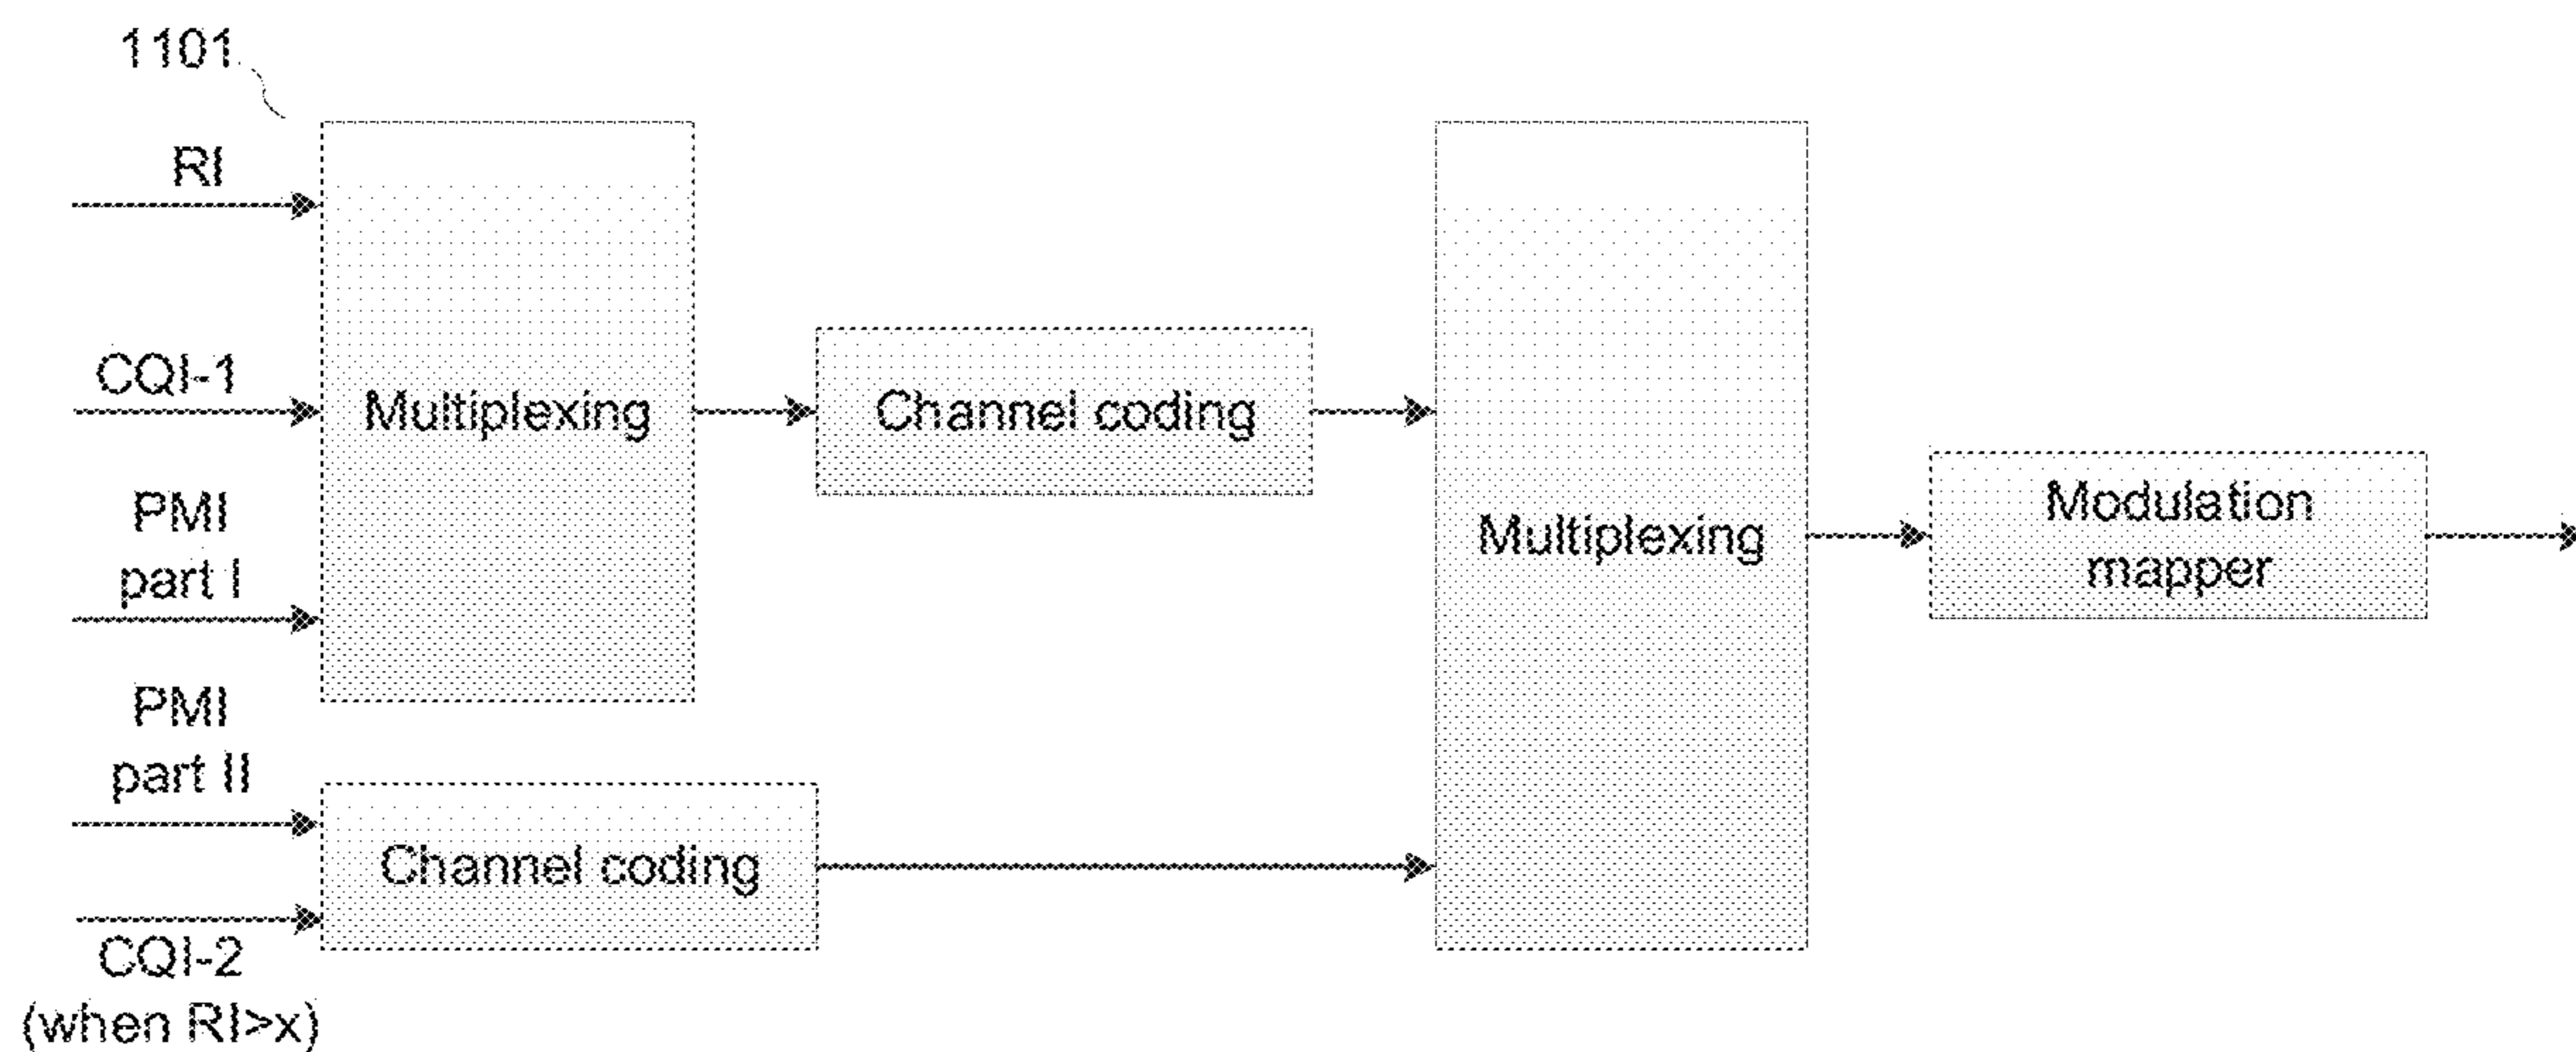 1101
RI
CQI-1
PMI
part I
PMI
part II
CQI-2
(when RI>x)
Multiplexing
Channel coding
Channel coding
Multiplexing
Modulation
mapper